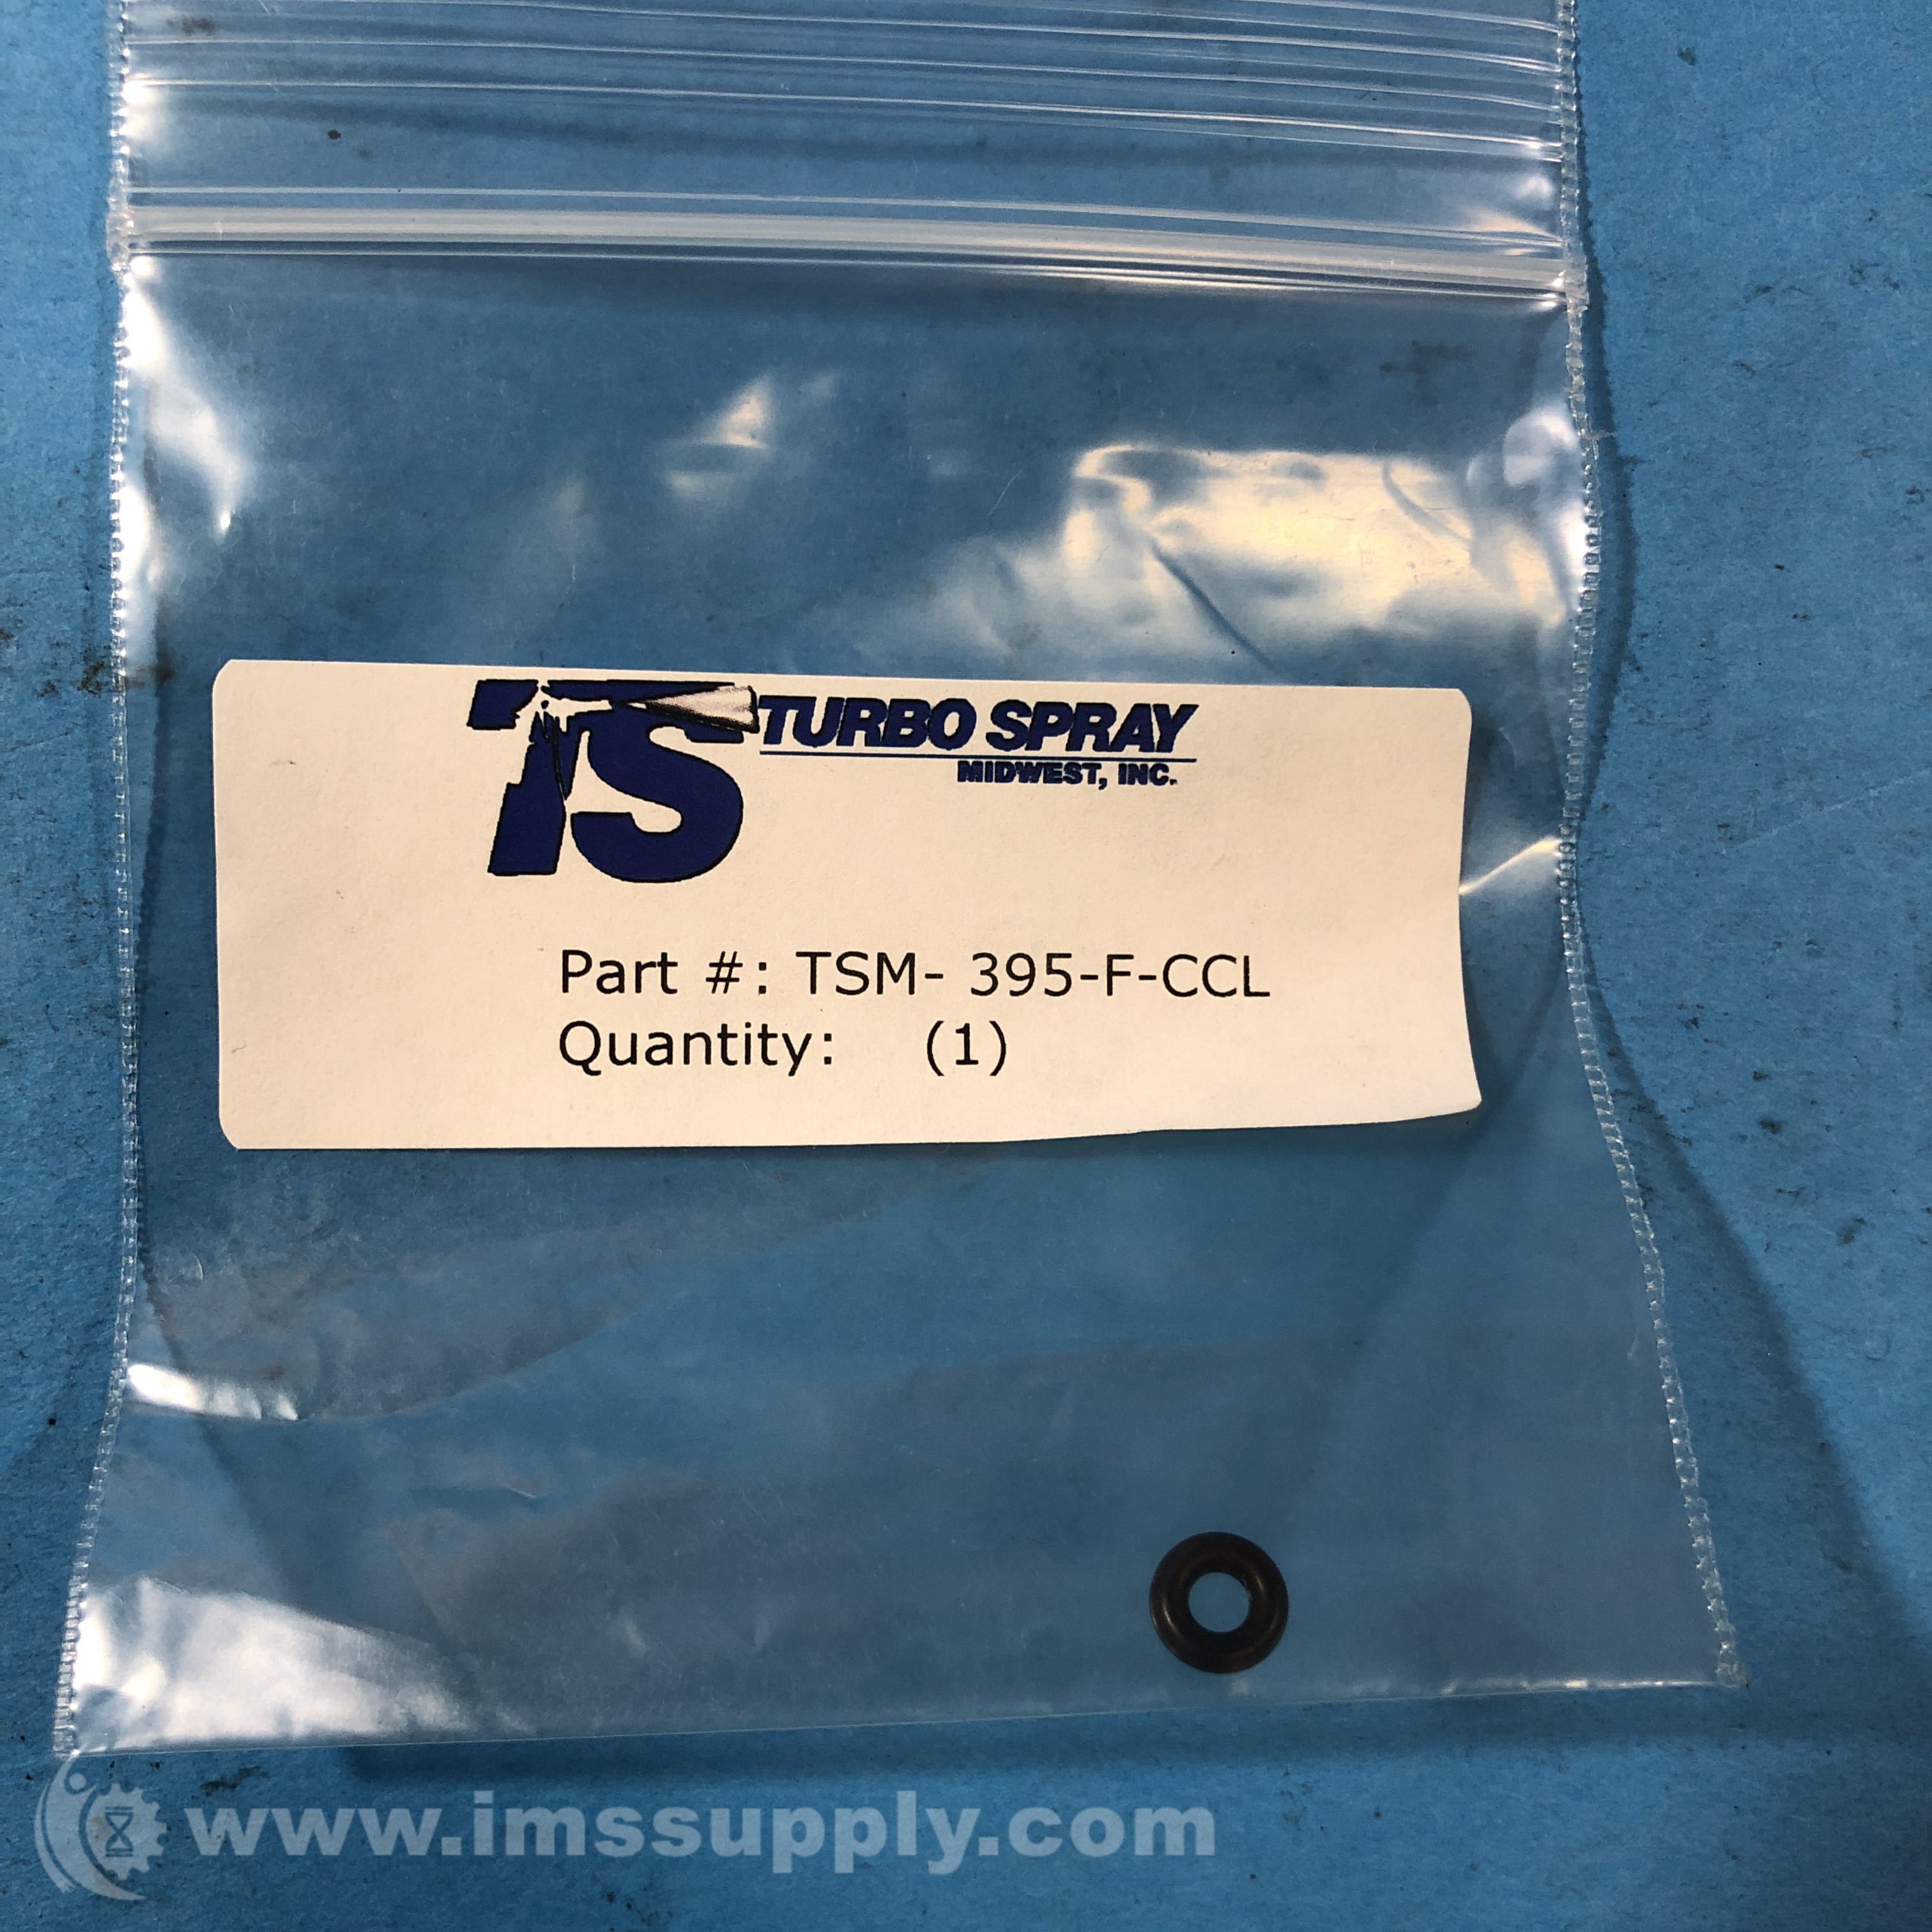 TS TURBO SPRAY
MIDWEST, INC.
Part #: TSM- 395-F-CCL
Quantity: (1)
www.imssupply.com